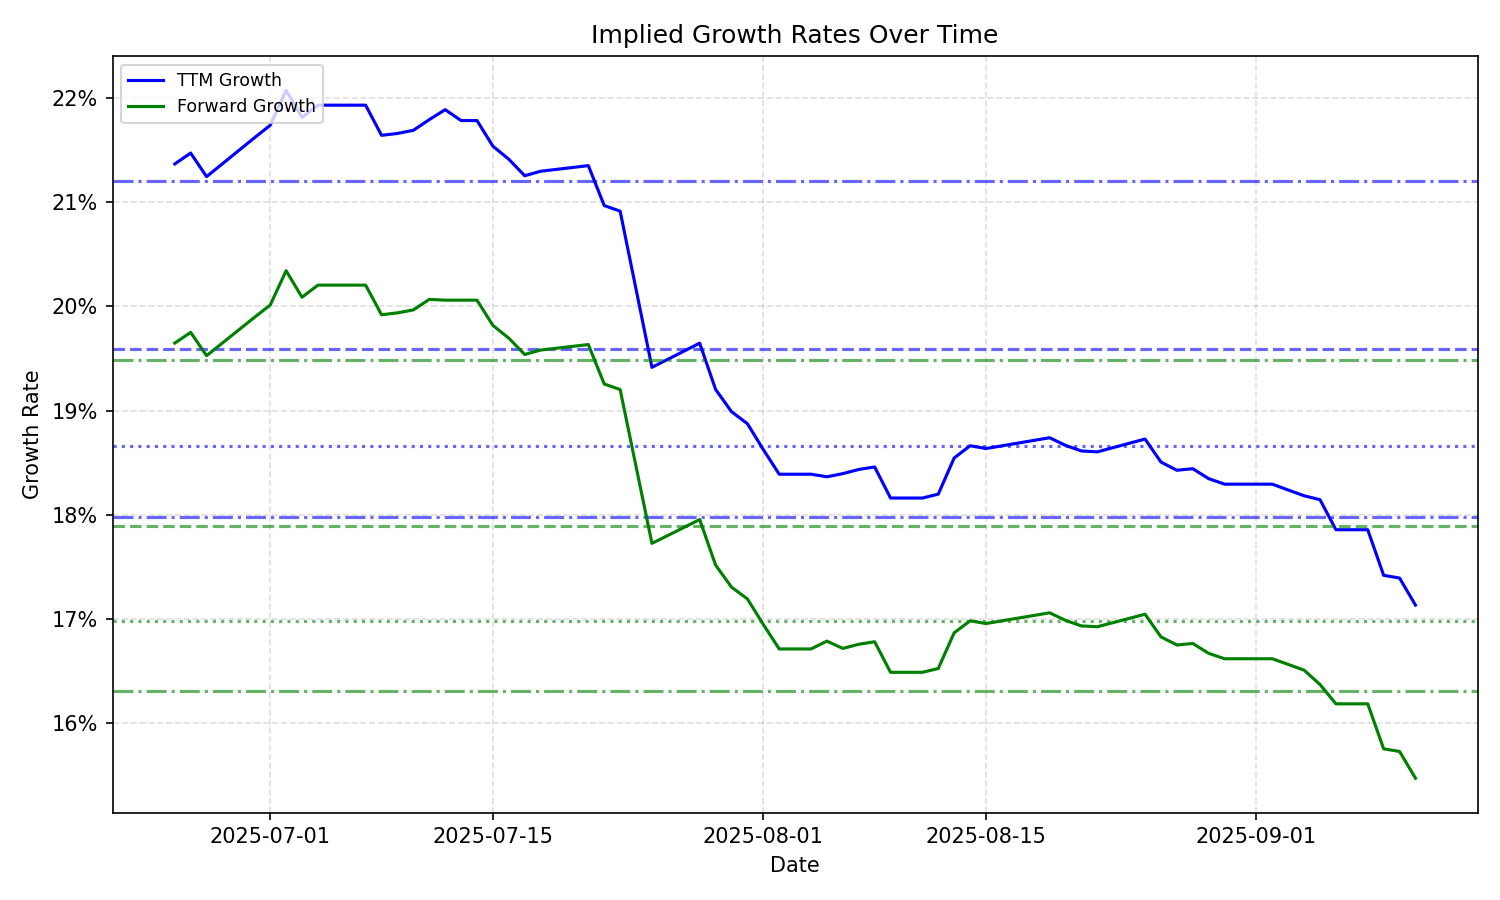 Implied Growth Rates Over Time
TTM Growth
Forward Growth
22%
21%
20%
19%
18%
17%
16%
Growth Rate
2025-07-01
2025-07-15
2025-08-01
2025-08-15
2025-09-01
Date